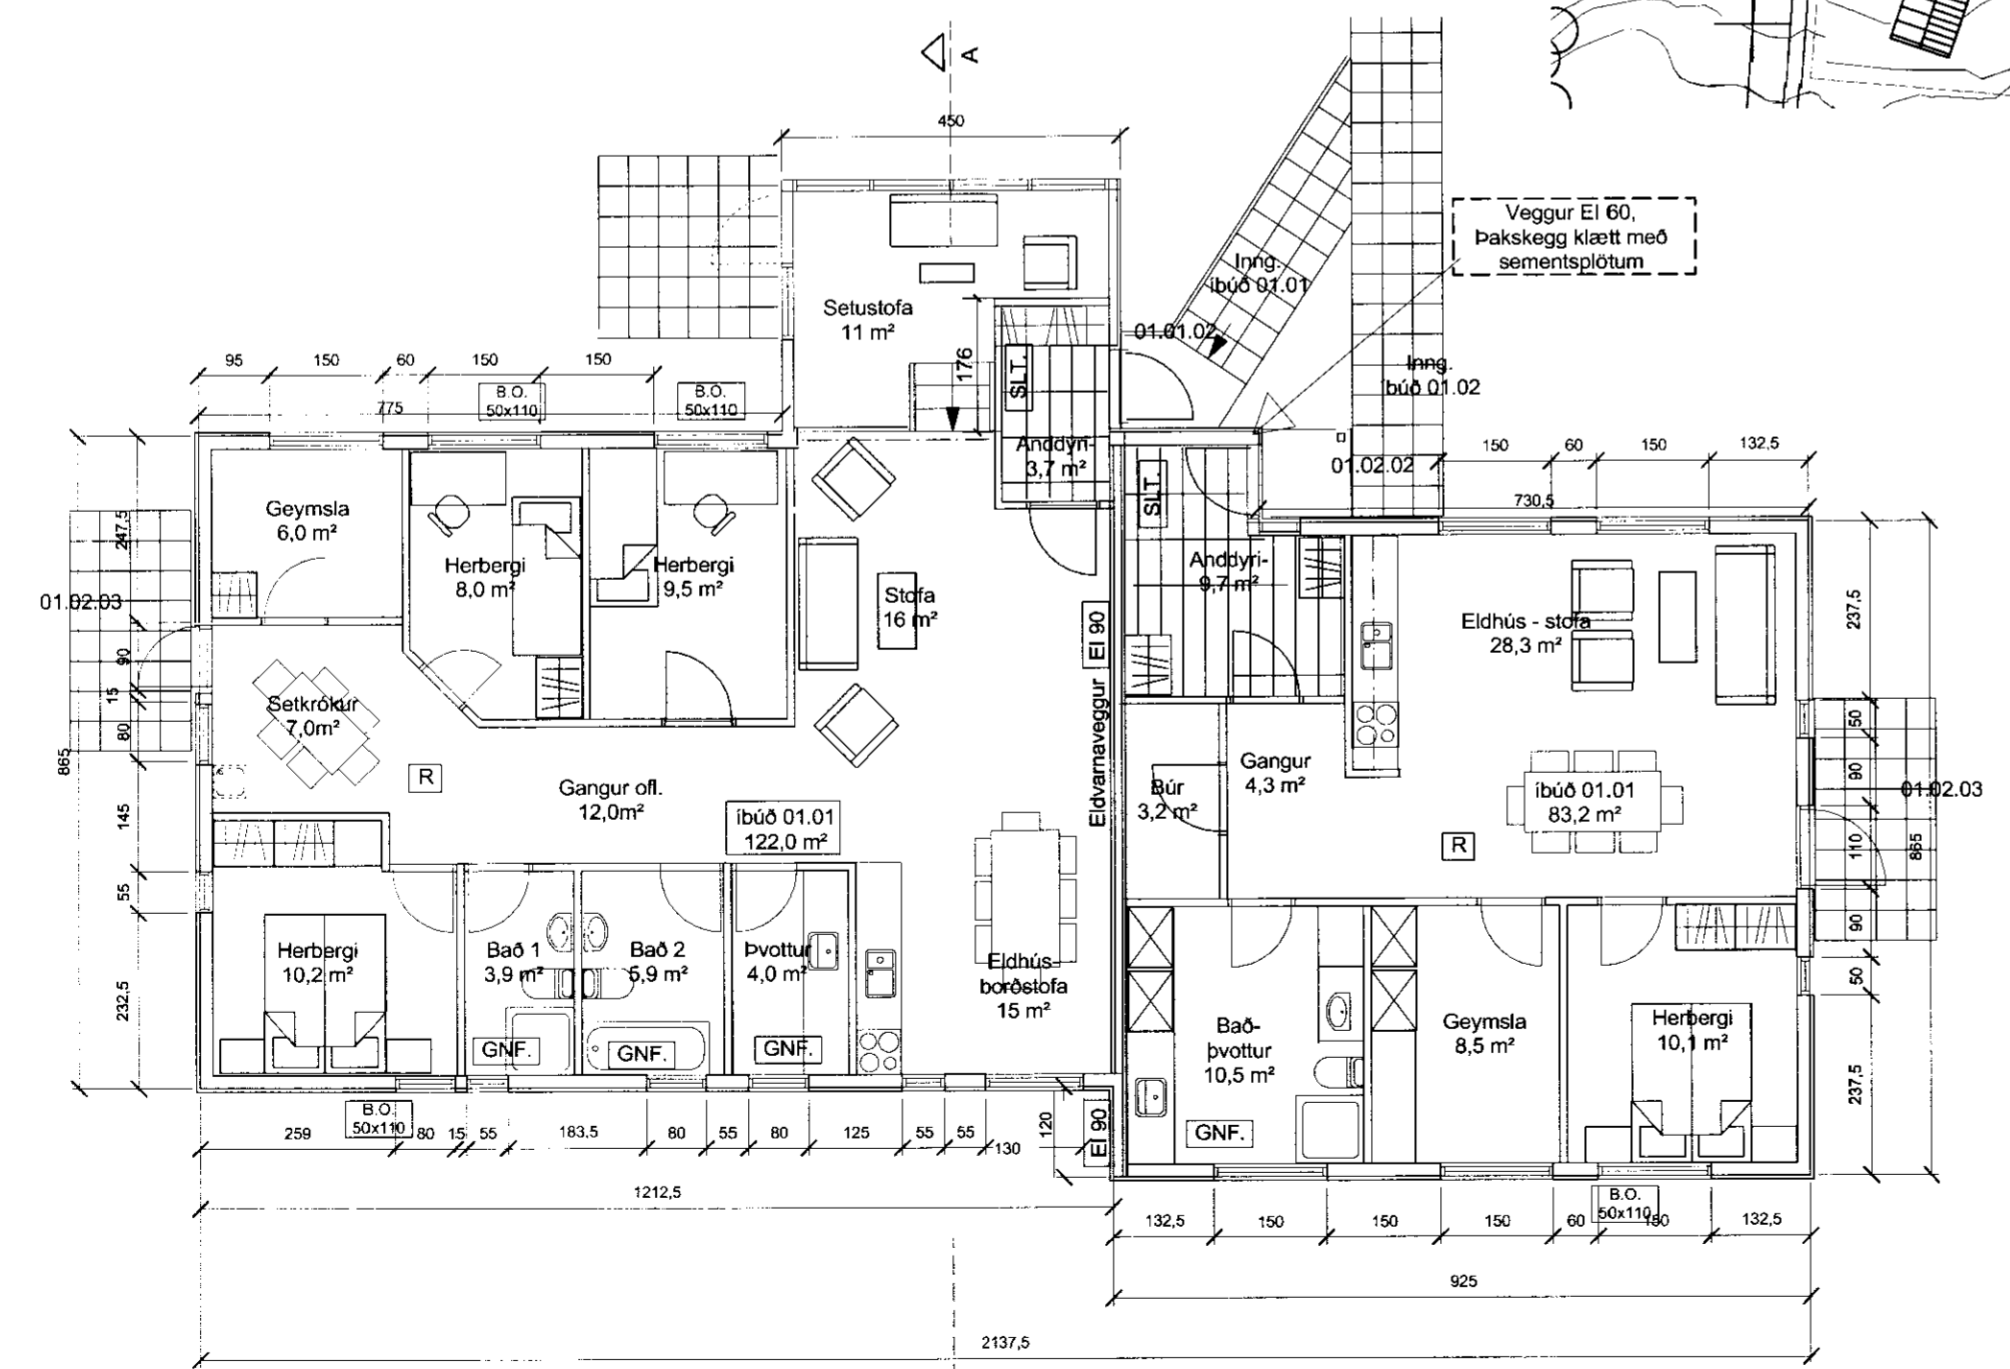 A
450
Veggur EI 60,
Þakskegg klætt með
sementsplötum
Inng.
íbúð 01.01
Setustofa
11 m²
01.01.02
176
SLT.
Inng.
íbúð 01.02
95
150
60
150
150
B.O.
50x110
B.O.
50x110
775
Anddyri-
3,7 m²
01.02.02
150
60
150
132,5
730,5
SLT.
247,5
Geymsla
6,0 m²
Herbergi
8,0 m²
Herbergi
9,5 m²
Stofa
16 m²
Anddyri-
9,7 m²
Eldhús - stofa
28,3 m²
237,5
01.02.03
90
15
80
865
145
55
232,5
Setkrókur
7,0m²
R
Gangur ofl.
12,0m²
íbúð 01.01
122,0 m²
Eldvarnaveggur
EI 90
Búr
3,2 m²
Gangur
4,3 m²
R
íbúð 01.01
83,2 m²
50
90
110
90
50
865
01.02.03
237,5
Herbergi
10,2 m²
Bað 1
3,9 m²
Bað 2
5,9 m²
Þvottur
4,0 m²
Eldhús-
borðstofa
15 m²
GNF.
GNF.
GNF.
Bað-
þvottur
10,5 m²
GNF.
Geymsla
8,5 m²
Herbergi
10,1 m²
B.O.
50x110
259
80
15
55
183,5
80
55
80
125
55
55
130
120
EI 90
1212,5
B.O.
50x110
132,5
150
150
150
60
150
132,5
925
2137,5